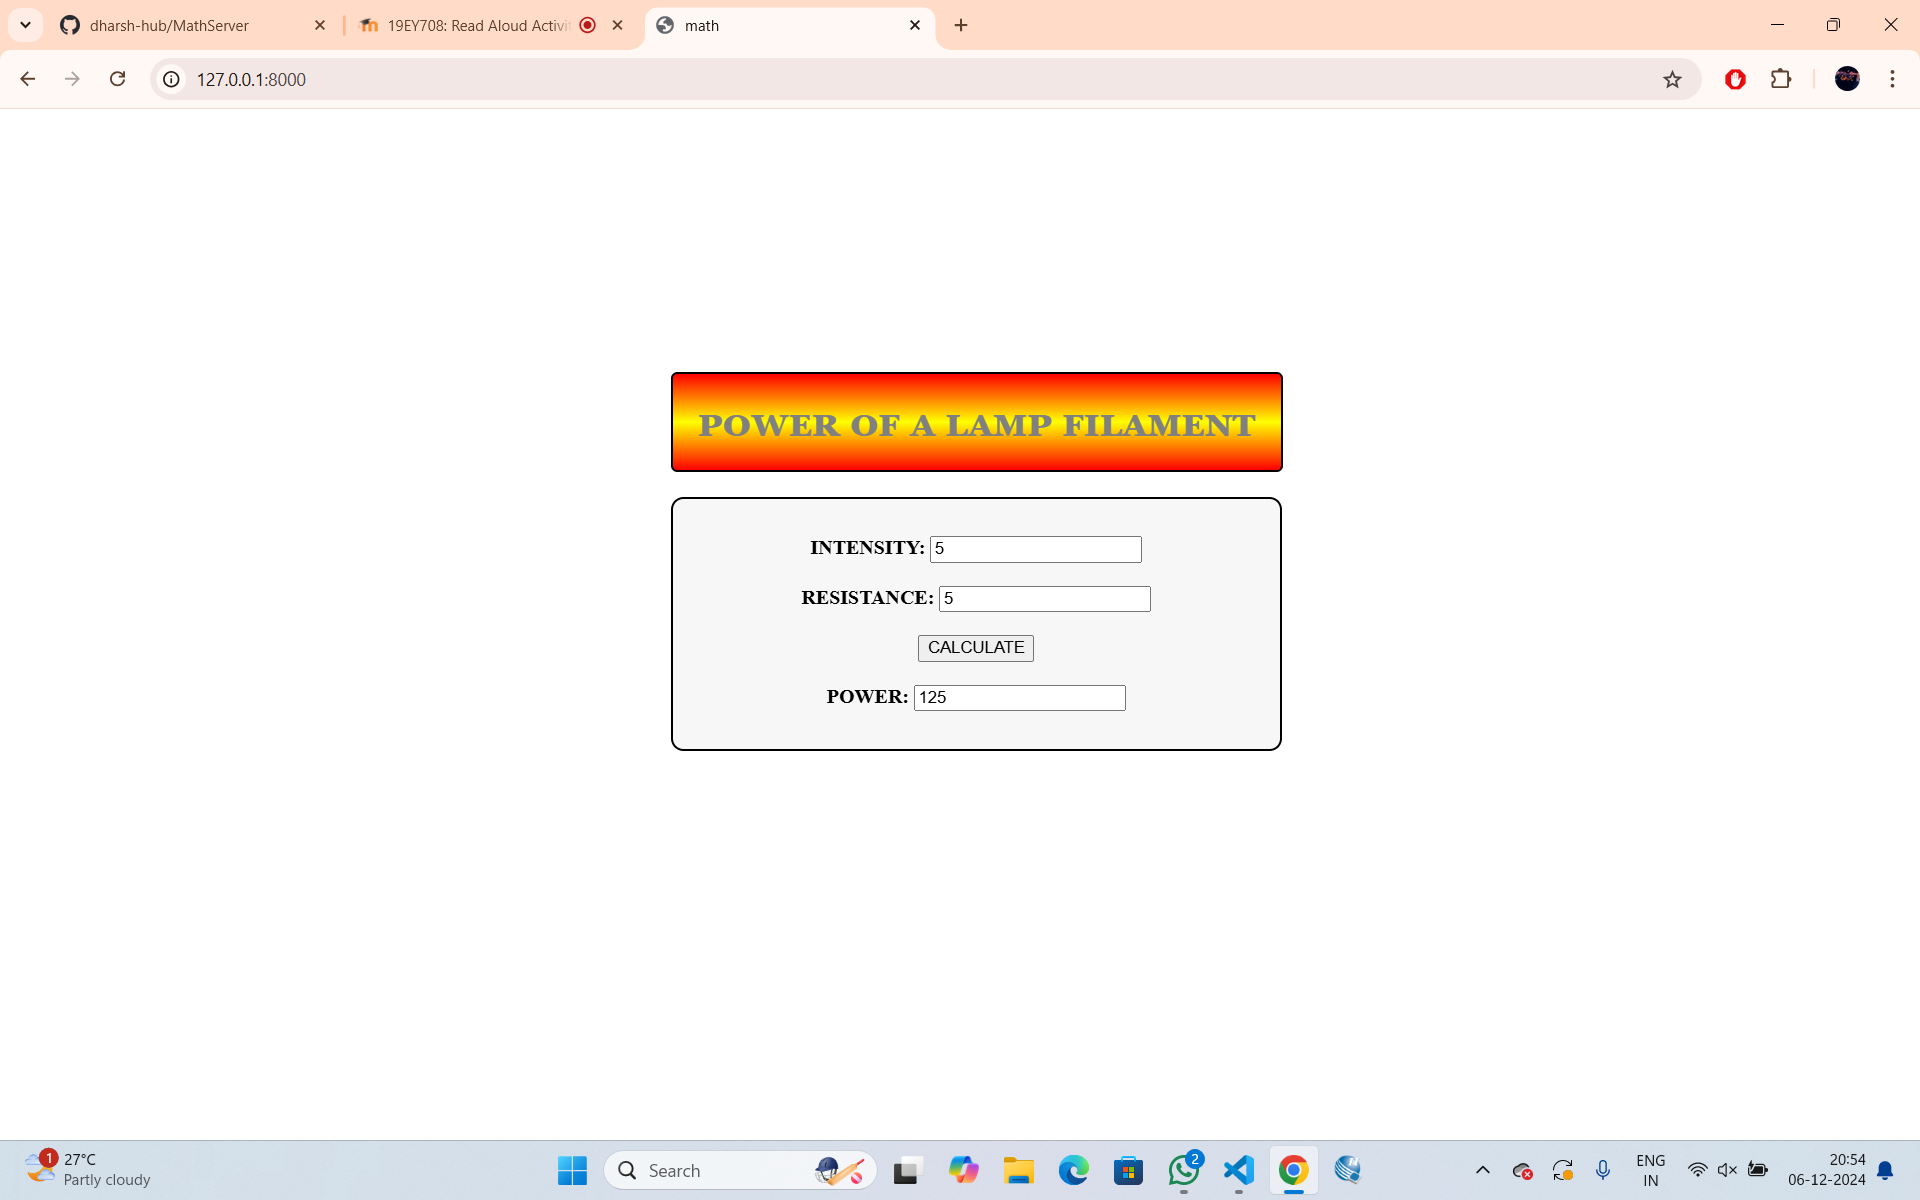 dharsh-hub/MathServer
19EY708: Read Aloud Activi
math
127.0.0.1:8000
POWER OF A LAMP FILAMENT
INTENSITY: 5
RESISTANCE: 5
CALCULATE
POWER: 125
1
27°C
Partly cloudy
Search
2
ENG
IN
20:54
06-12-2024